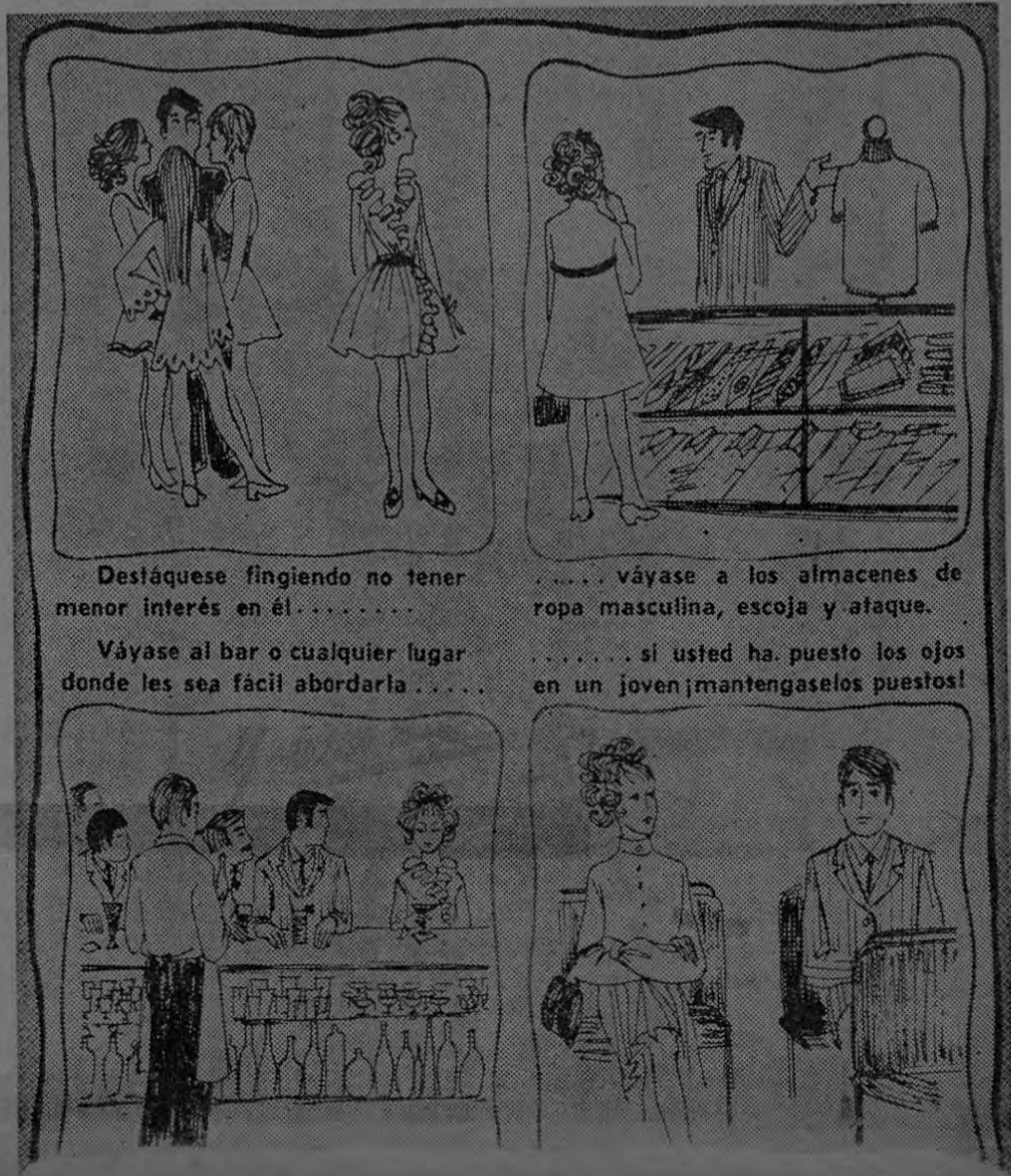 Destáquese fingiendo no tener
menor interés en él........
..... váyase a los almacenes de
ropa masculina, escoja y ataque.
Váyase al bar o cualquier lugar
donde les sea fácil abordarla .....
....... si usted ha. puesto los ojos
en un joven ¡mantengaselos puestos!